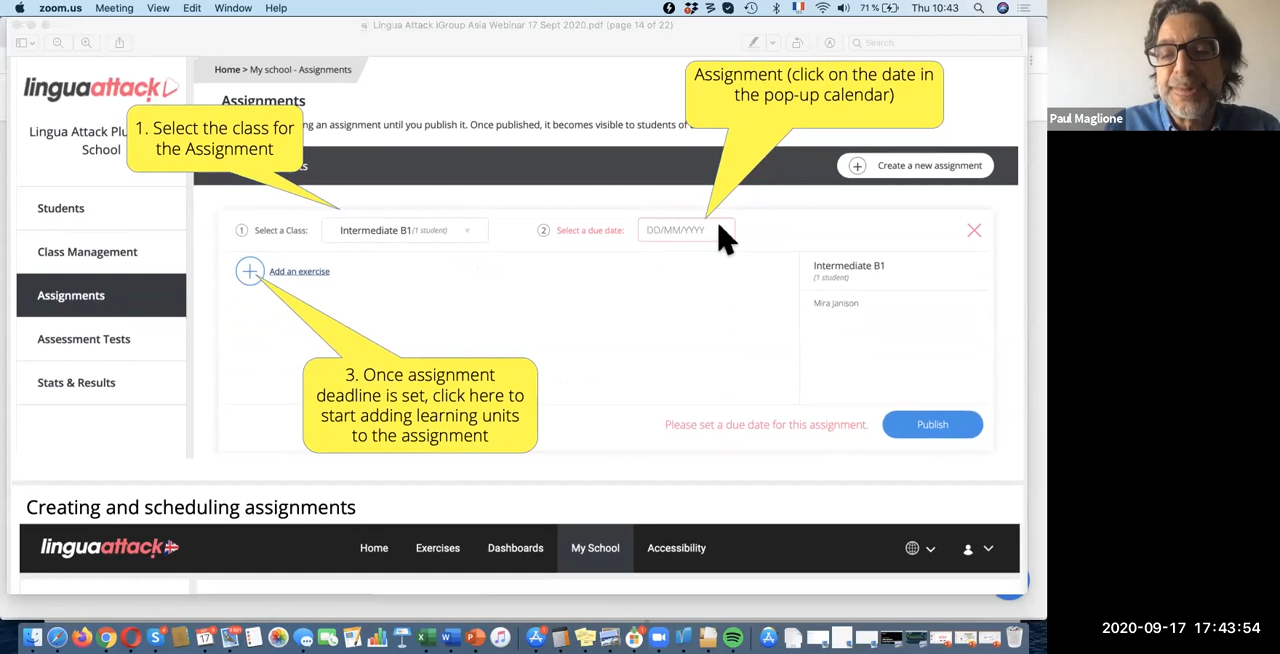 zoom.us Meeting View Edit Window Help
71 % Thu 10:43
Lingua Attack iGroup Asia Webinar 17 Sept 2020.pdf (page 14 of 22)
Search
linguaattack
Home > My school - Assignments
Lingua Attack Plu
School
Assignments
ng an assignment until you publish it. Once published, it becomes visible to students of
1. Select the class for
the Assignment
Assignment (click on the date in
the pop-up calendar)
nts
Create a new assignment
Students
Class Management
Assignments
Assessment Tests
Stats & Results
1 Select a Class: Intermediate B1 (1 student)
2 Select a due date: DD/MM/YYYY
Add an exercise
Intermediate B1
(1 student)
Mira Janison
3. Once assignment
deadline is set, click here to
start adding learning units
to the assignment
Please set a due date for this assignment. Publish
Creating and scheduling assignments
linguaattack
Home Exercises Dashboards My School Accessibility
Paul Maglione
2020-09-17 17:43:54